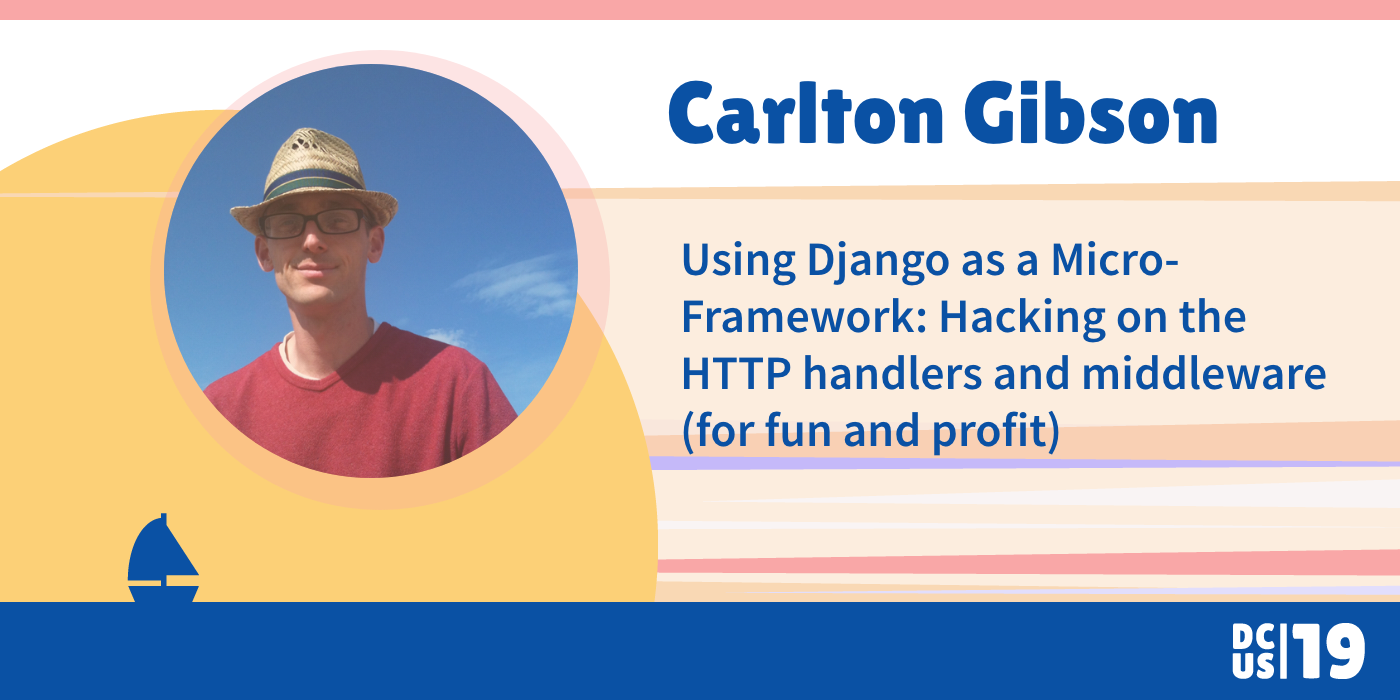 Carlton Gibson
Using Django as a Micro-
Framework: Hacking on the
HTTP handlers and middleware
(for fun and profit)
DC
US
19